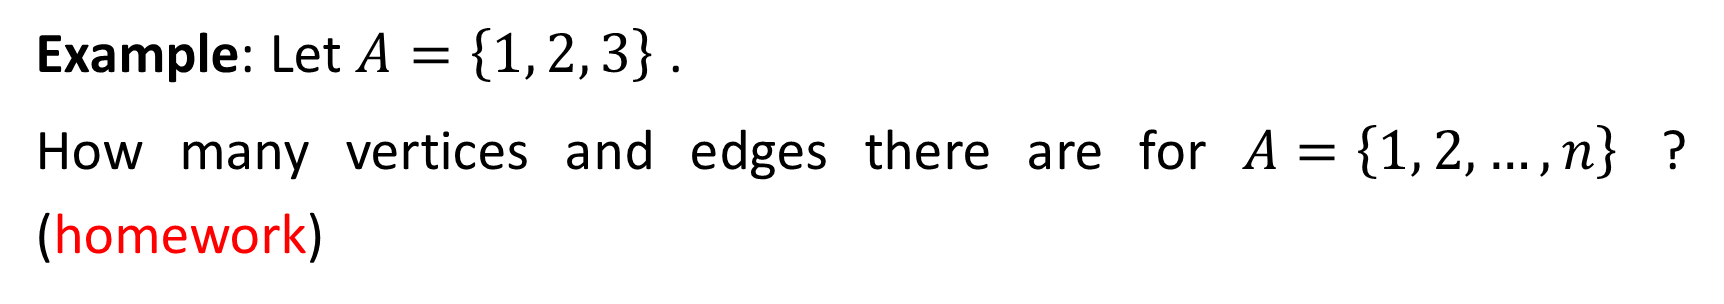 Example: Let A = {1, 2, 3} .
How many vertices and edges there are for A = {1, 2, … , n} ?
(homework)